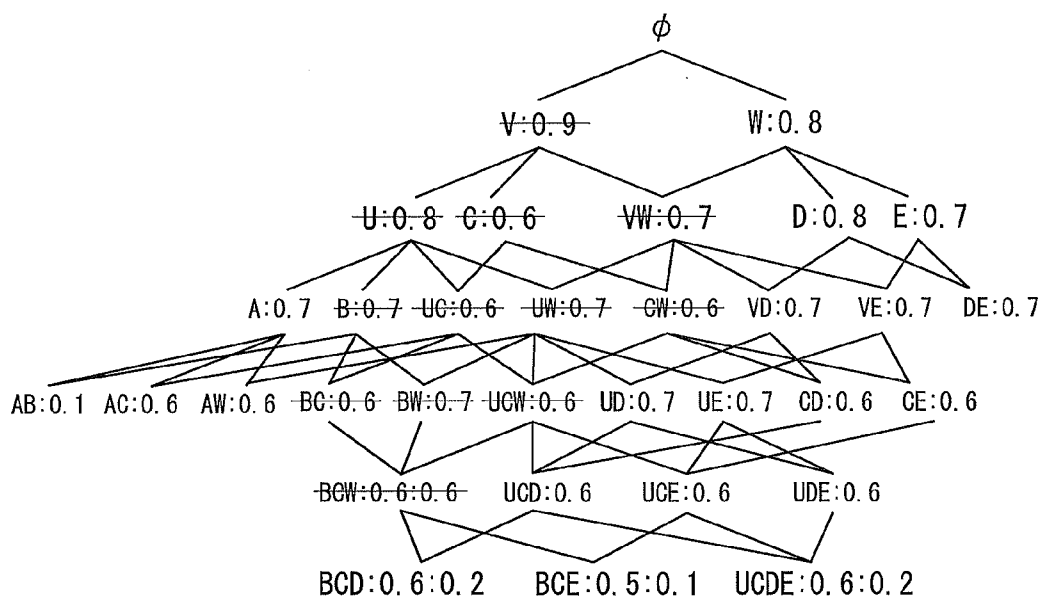 φ
V:0.9 W:0.8
U:0.8 C:0.6 VW:0.7 D:0.8 E:0.7
A:0.7 B:0.7 UC:0.6 UW:0.7 CW:0.6 VD:0.7 VE:0.7 DE:0.7
AB:0.1 AC:0.6 AW:0.6 BC:0.6 BW:0.7 UCW:0.6 UD:0.7 UE:0.7 CD:0.6 CE:0.6
BCW:0.6:0.6 UCD:0.6 UCE:0.6 UDE:0.6
BCD:0.6:0.2 BCE:0.5:0.1 UCDE:0.6:0.2